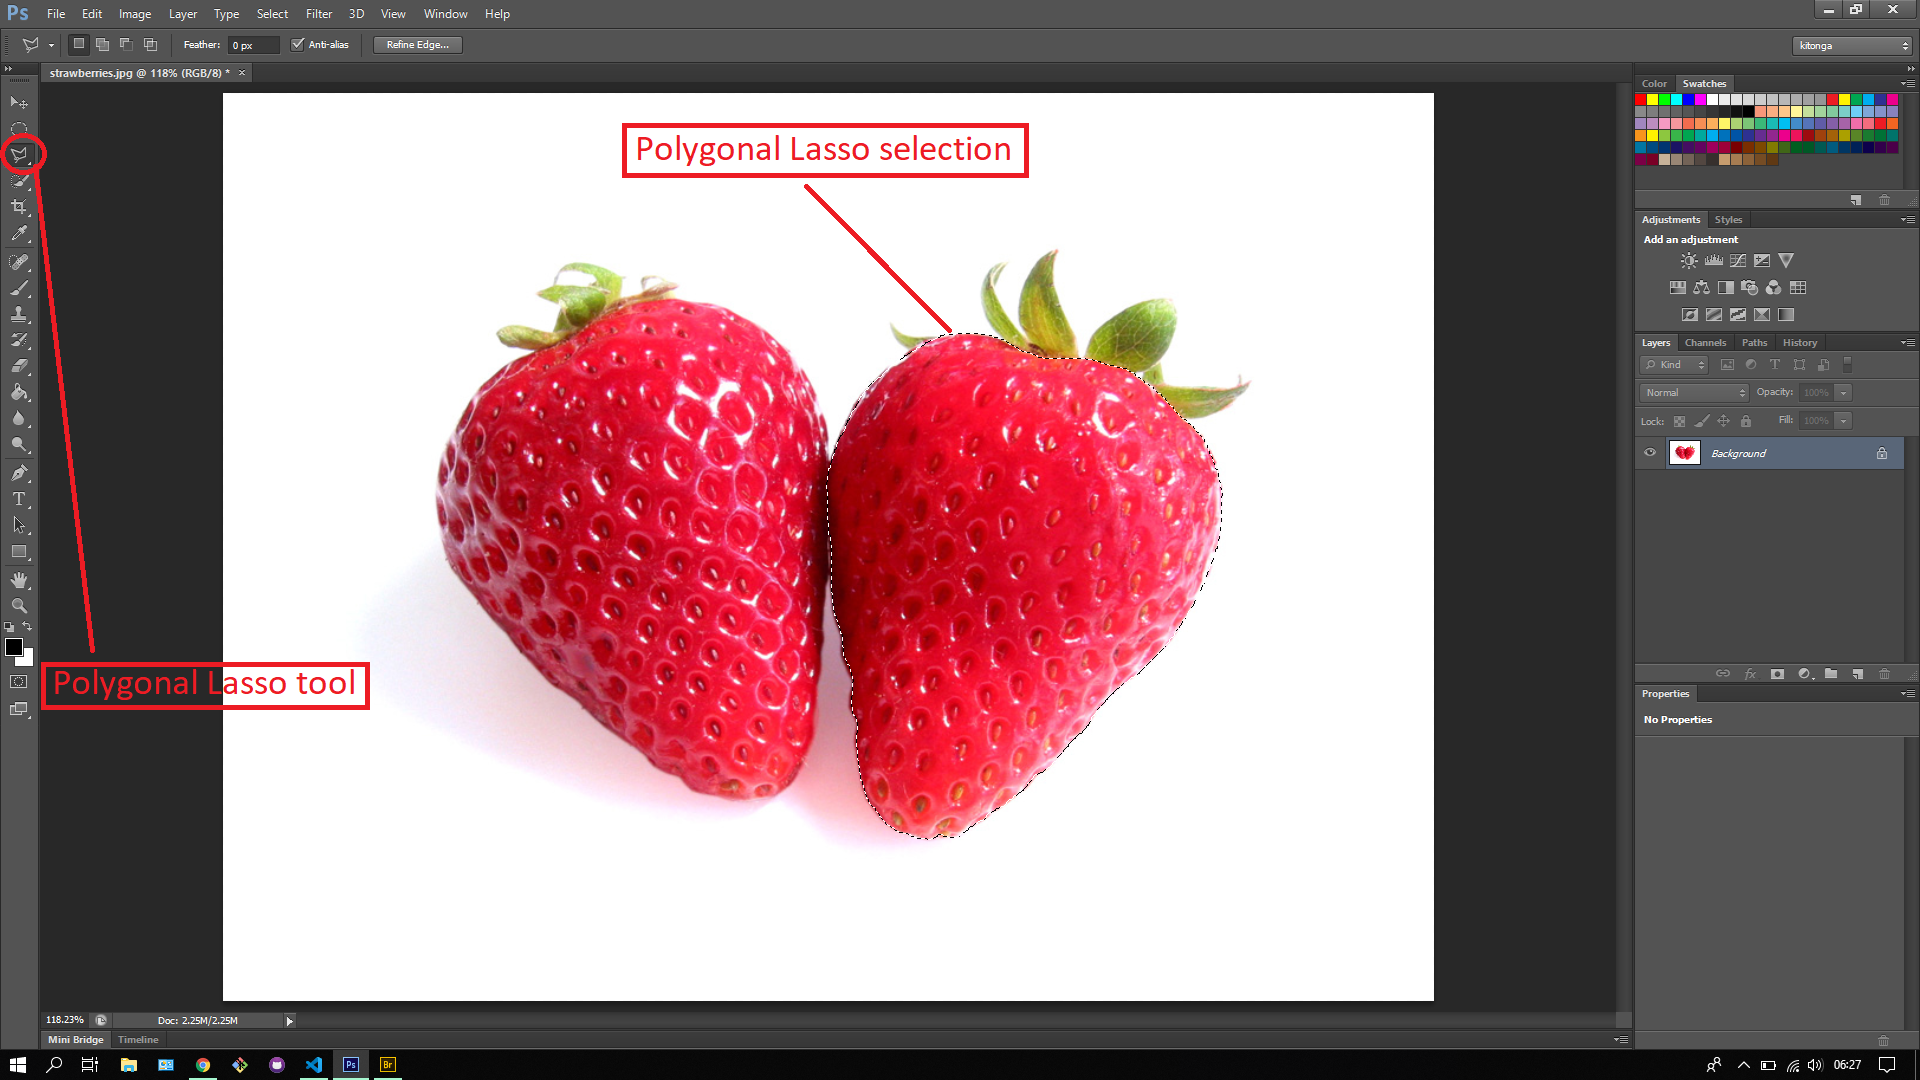 Ps File Edit Image Layer Type Select Filter 3D View Window Help
Feather: 0 px Anti-alias Refine Edge... kitonga
strawberries.jpg @ 118% (RGB/8) * ×
Color Swatches
Polygonal Lasso selection
Adjustments Styles
Add an adjustment
Layers Channels Paths History
Kind
Normal Opacity: 100%
Lock: Fill: 100%
Background
fx
Polygonal Lasso tool
Properties
No Properties
T
118.23% Doc: 2.25M/2.25M
Mini Bridge Timeline
Ps Br 06:27